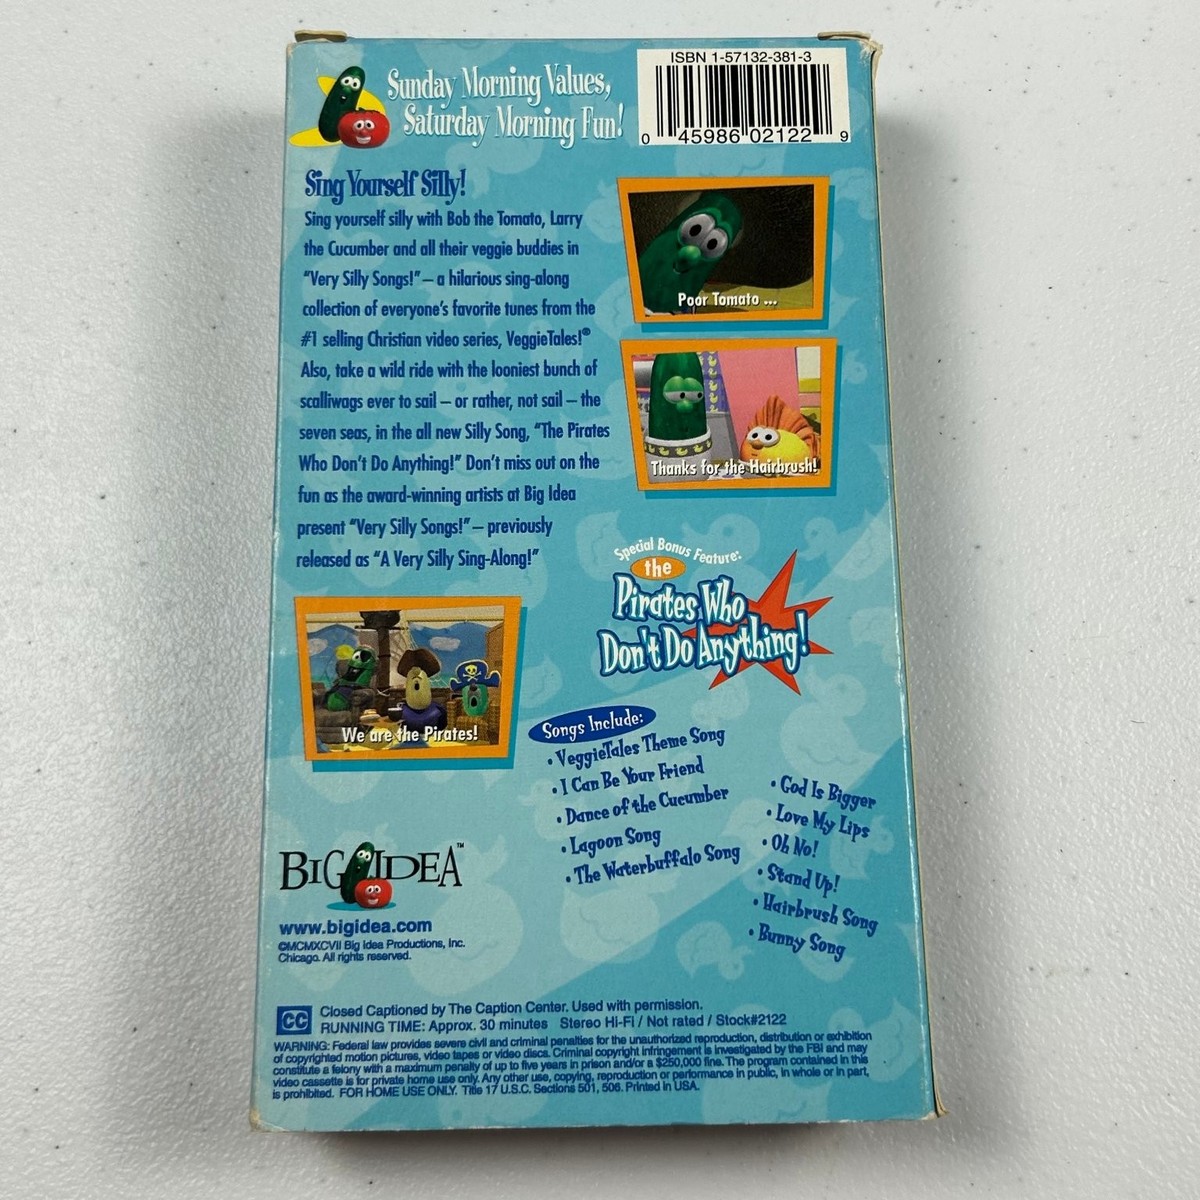 Sunday Morning Values,
Saturday Morning Fun!
ISBN 1-57132-381-3
0 45986 02122 9
Sing Yourself Silly!
Sing yourself silly with Bob the Tomato, Larry
the Cucumber and all their veggie buddies in
"Very Silly Songs!" – a hilarious sing-along
collection of everyone's favorite tunes from the
#1 selling Christian video series, VeggieTales!®
Also, take a wild ride with the looniest bunch of
scalliwags ever to sail – or rather, not sail – the
seven seas, in the all new Silly Song, "The Pirates
Who Don't Do Anything!" Don't miss out on the
fun as the award-winning artists at Big Idea
present "Very Silly Songs!" – previously
released as "A Very Silly Sing-Along!"
Poor Tomato ...
Thanks for the Hairbrush!
We are the Pirates!
Special Bonus Feature:
the
Pirates Who
Don't Do Anything!
Songs Include:
• VeggieTales Theme Song
• I Can Be Your Friend
• Dance of the Cucumber
• Lagoon Song
• The Waterbuffalo Song
• God Is Bigger
• Love My Lips
• Oh No!
• Stand Up!
• Hairbrush Song
• Bunny Song
BIG IDEA™
www.bigidea.com
©MCMXCVII Big Idea Productions, Inc.
Chicago. All rights reserved.
CC
Closed Captioned by The Caption Center. Used with permission.
RUNNING TIME: Approx. 30 minutes Stereo Hi-Fi / Not rated / Stock#2122
WARNING: Federal law provides severe civil and criminal penalties for the unauthorized reproduction, distribution or exhibition
of copyrighted motion pictures, video tapes or video discs. Criminal copyright infringement is investigated by the FBI and may
constitute a felony with a maximum penalty of up to five years in prison and/or a $250,000 fine. The program contained in this
video cassette is for private home use only. Any other use, copying, reproduction or performance in public, in whole or in part,
is prohibited. FOR HOME USE ONLY. Title 17 U.S.C. Sections 501, 506. Printed in USA.